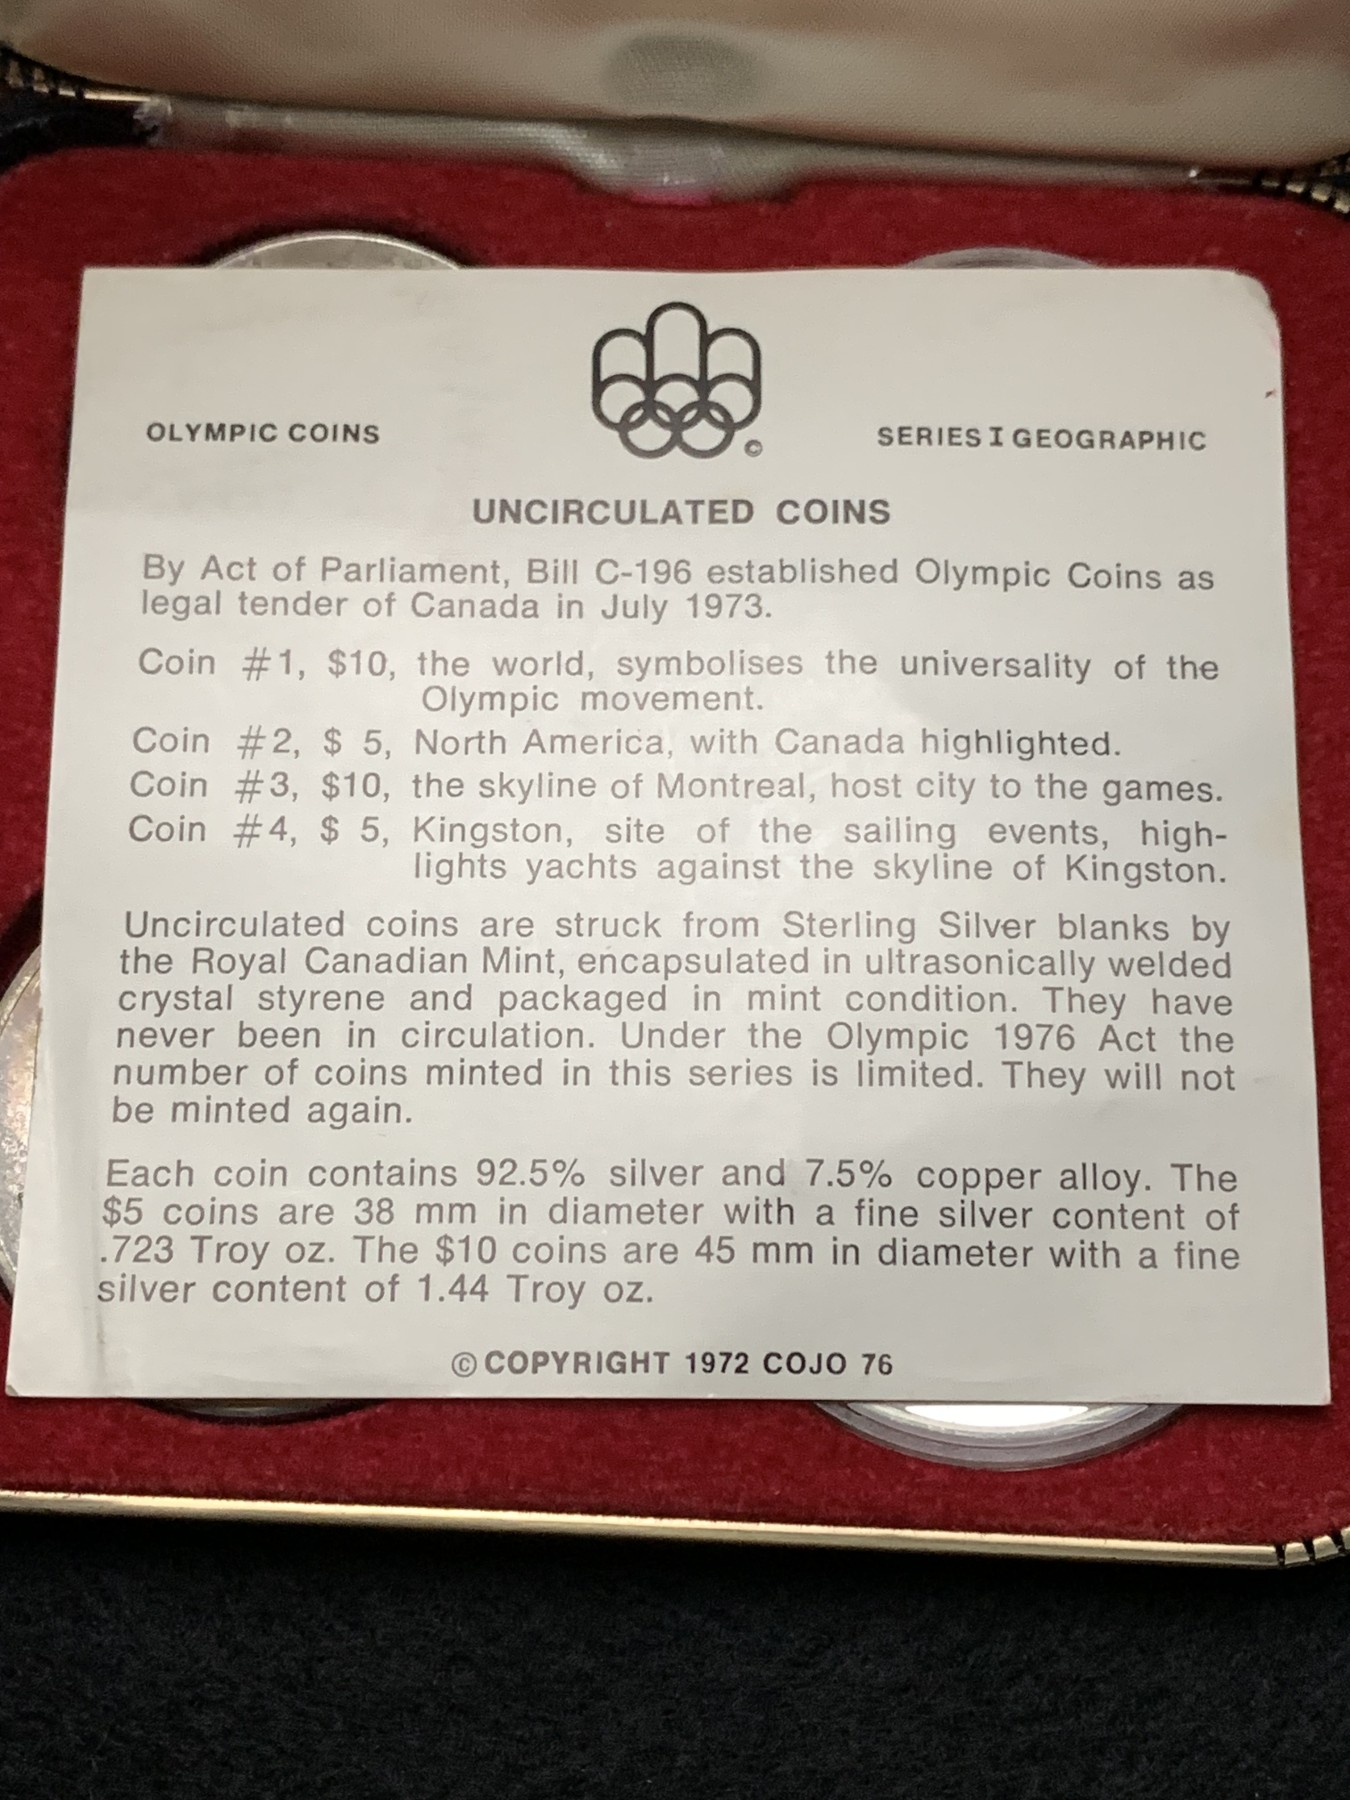 ©
OLYMPIC COINS
SERIES I GEOGRAPHIC
UNCIRCULATED COINS
By Act of Parliament, Bill C-196 established Olympic Coins as
legal tender of Canada in July 1973.
Coin #1, $10, the world, symbolises the universality of the
Olympic movement.
Coin #2, $ 5, North America, with Canada highlighted.
Coin #3, $10, the skyline of Montreal, host city to the games.
Coin #4, $ 5, Kingston, site of the sailing events, high-
lights yachts against the skyline of Kingston.
Uncirculated coins are struck from Sterling Silver blanks by
the Royal Canadian Mint, encapsulated in ultrasonically welded
crystal styrene and packaged in mint condition. They have
never been in circulation. Under the Olympic 1976 Act the
number of coins minted in this series is limited. They will not
be minted again.
Each coin contains 92.5% silver and 7.5% copper alloy. The
$5 coins are 38 mm in diameter with a fine silver content of
.723 Troy oz. The $10 coins are 45 mm in diameter with a fine
silver content of 1.44 Troy oz.
© COPYRIGHT 1972 COJO 76